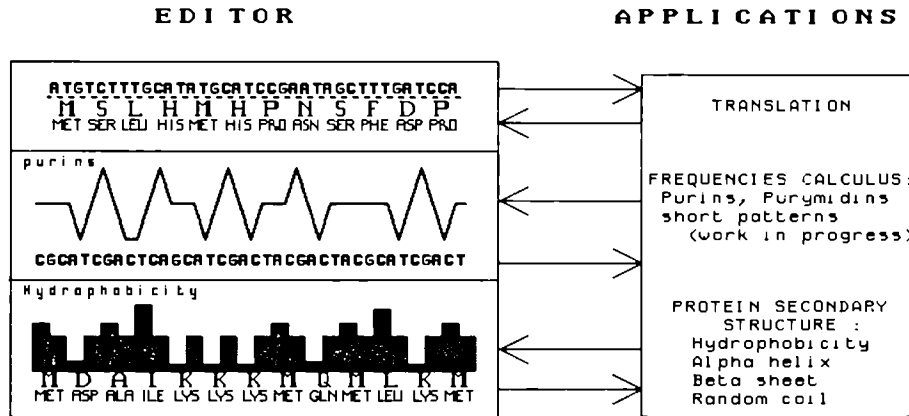 EDITOR
APPLICATIONS
ATGTCTTTGCATATGCATCCGAATAGCTTTGATCCA
M S L H M H P N S F D P
MET SER LEU HIS MET HIS PRO ASN SER PHE ASP PRO
TRANSLATION
purins
CGCATCGACTCAGCATCGACTACGACTACGCATCGACT
FREQUENCIES CALCULUS:
Purins, Purymidins
short patterns
(work in progress)
Hydrophobicity
M D A I K K K M Q M L K M
MET ASP ALA ILE LYS LYS LYS MET GLN MET LEU LYS MET
PROTEIN SECONDARY
STRUCTURE :
Hydrophobicity
Alpha helix
Beta sheet
Random coil